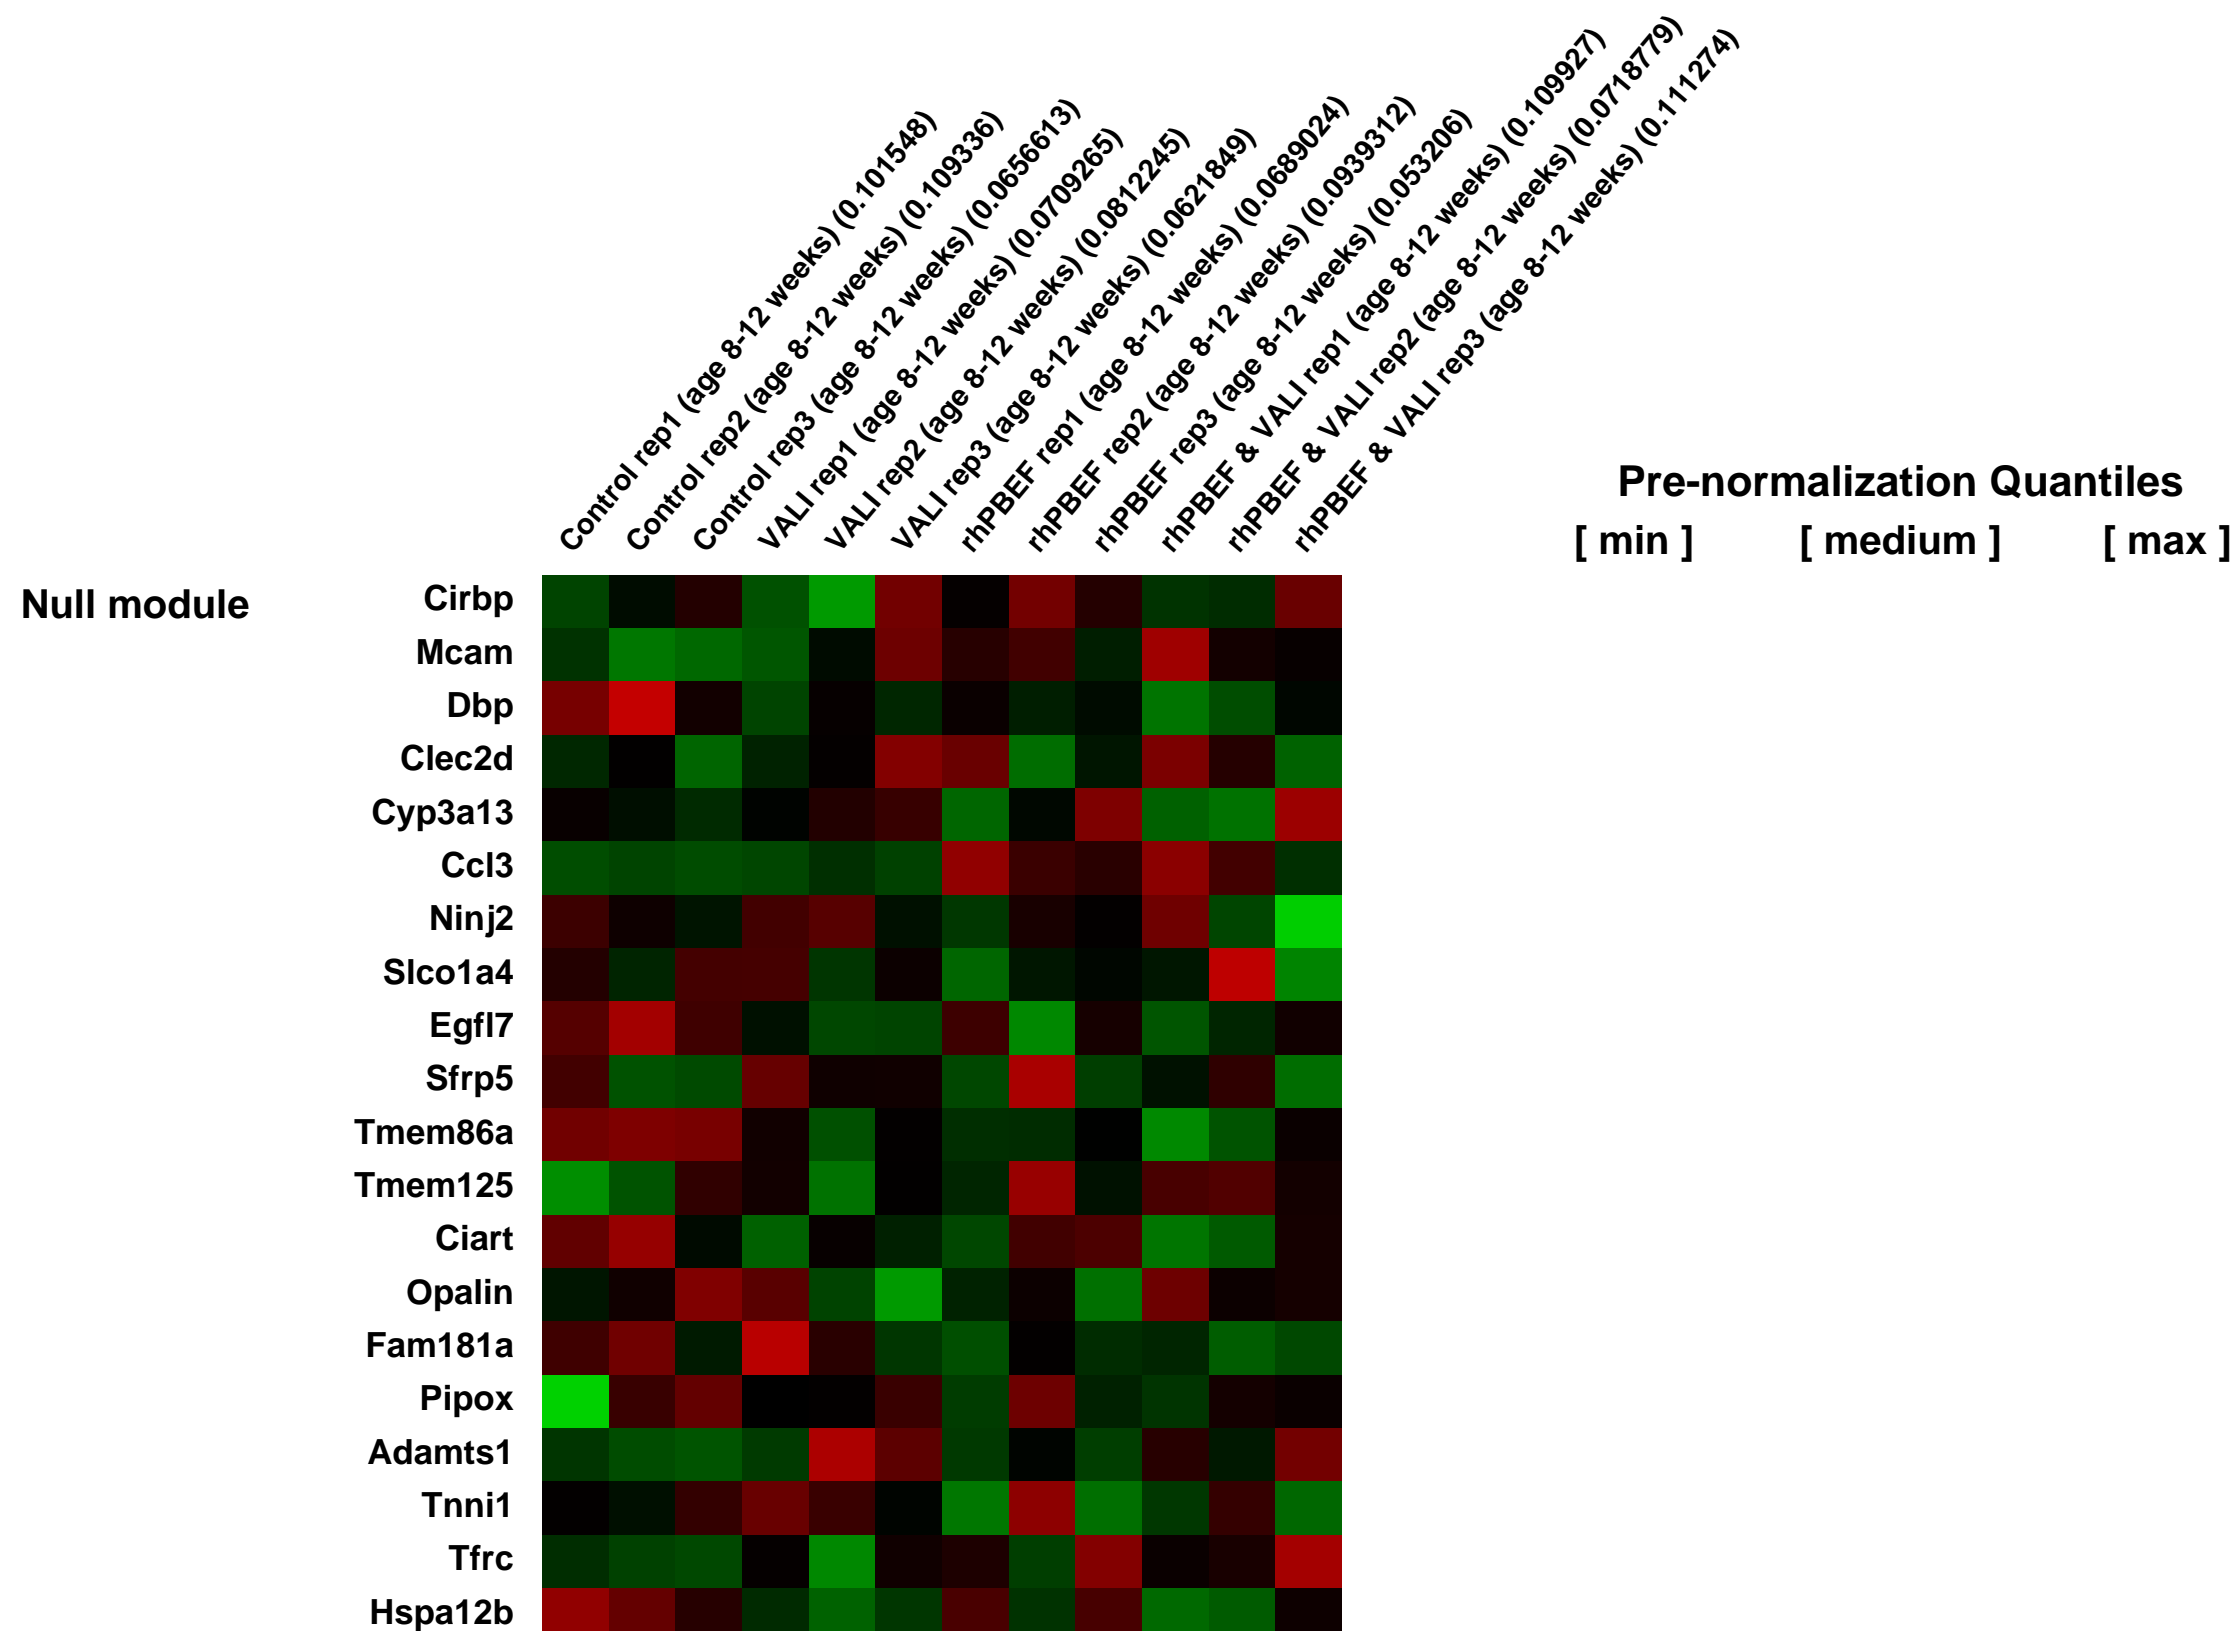 Control rep1 (age 8-12 weeks) (0.101548)
Control rep2 (age 8-12 weeks) (0.109336)
Control rep3 (age 8-12 weeks) (0.0656613)
VALI rep1 (age 8-12 weeks) (0.0709265)
VALI rep2 (age 8-12 weeks) (0.0812245)
VALI rep3 (age 8-12 weeks) (0.0621849)
rhPBEF rep1 (age 8-12 weeks) (0.0689024)
rhPBEF rep2 (age 8-12 weeks) (0.0939312)
rhPBEF rep3 (age 8-12 weeks) (0.053206)
rhPBEF & VALI rep1 (age 8-12 weeks) (0.109927)
rhPBEF & VALI rep2 (age 8-12 weeks) (0.0718779)
rhPBEF & VALI rep3 (age 8-12 weeks) (0.111274)
Pre-normalization Quantiles
[ min ] [ medium ] [ max ]
Null module
Cirbp
Mcam
Dbp
Clec2d
Cyp3a13
Ccl3
Ninj2
Slco1a4
Egfl7
Sfrp5
Tmem86a
Tmem125
Ciart
Opalin
Fam181a
Pipox
Adamts1
Tnni1
Tfrc
Hspa12b